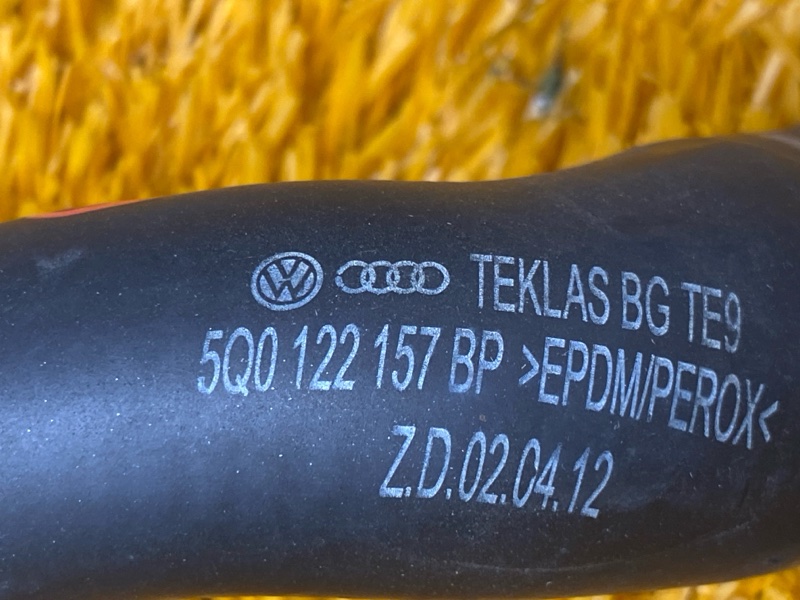 TEKLAS BG TE9
5Q0 122 157 BP >EPDM/PEROX<
Z.D.02.04.12